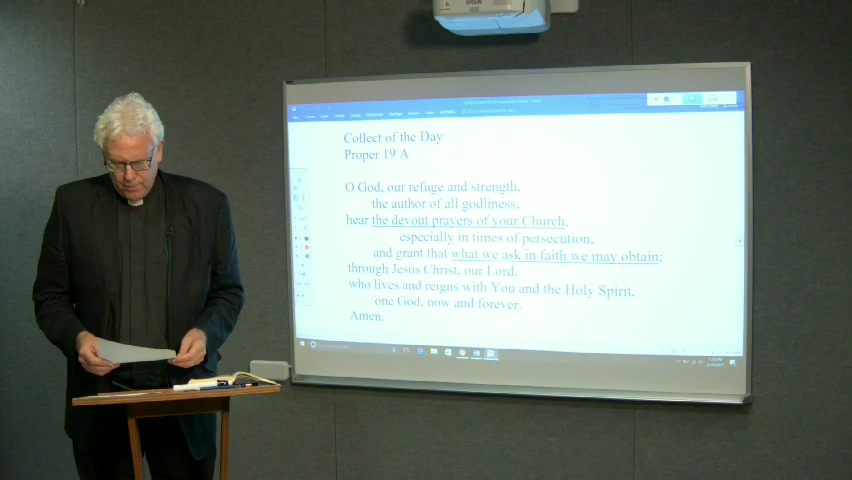 EPSON
Collect of the Day
Proper 19 A
O God, our refuge and strength,
the author of all godliness,
hear the devout prayers of your Church,
especially in times of persecution,
and grant that what we ask in faith we may obtain;
through Jesus Christ, our Lord,
who lives and reigns with You and the Holy Spirit,
one God, now and forever.
Amen.